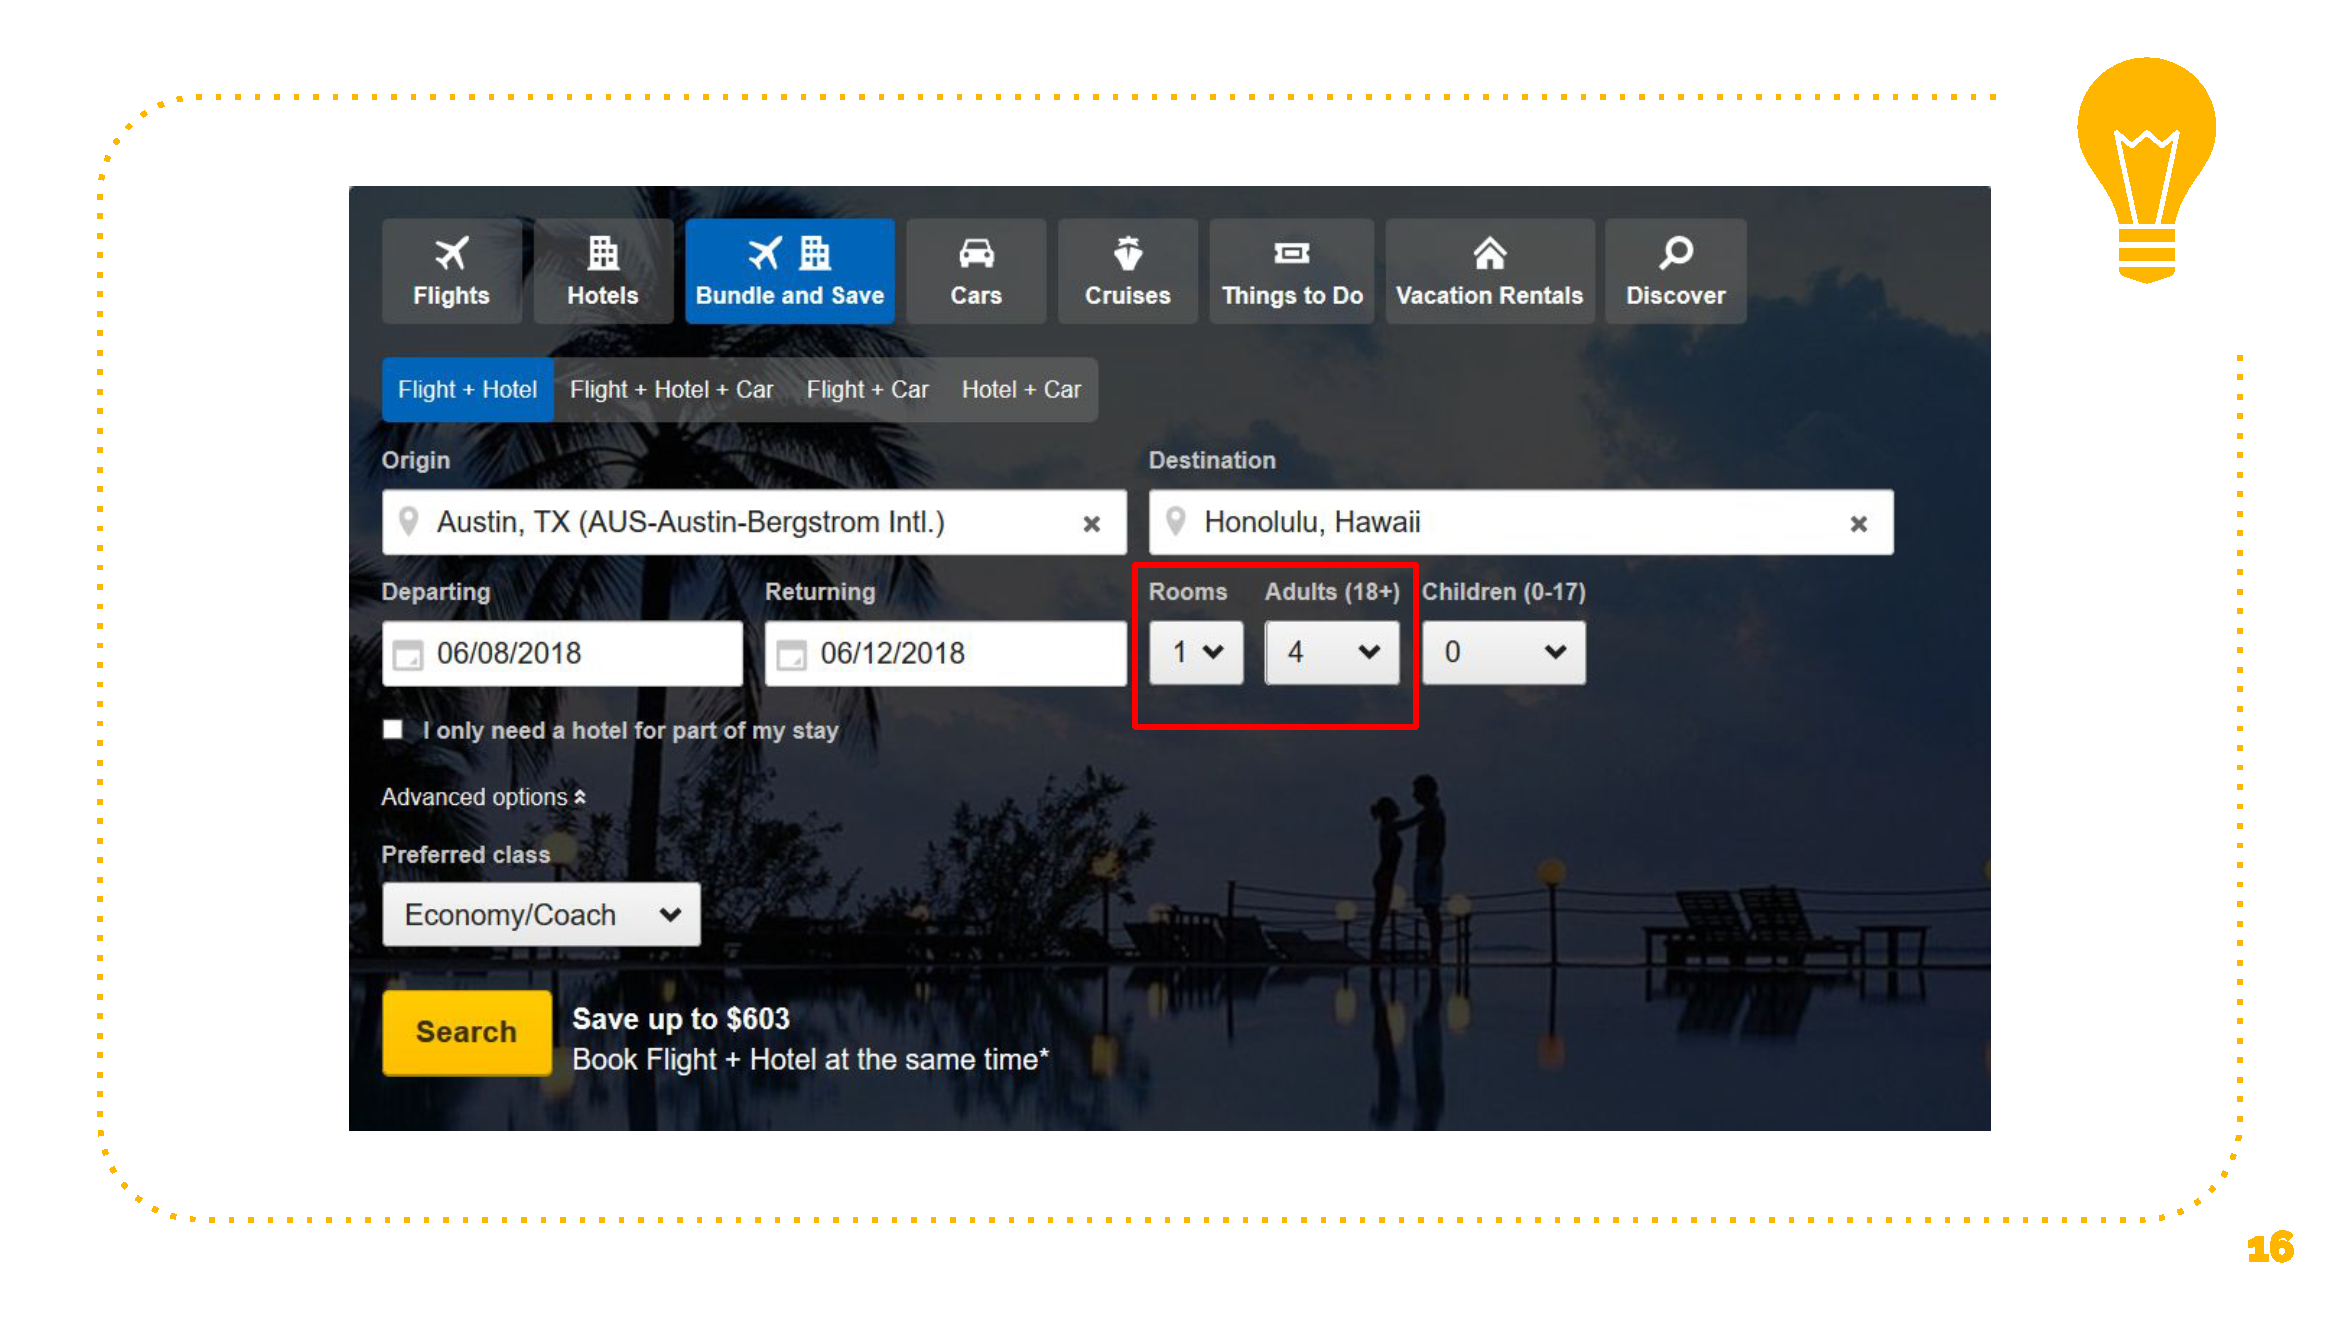 Flights Hotels Bundle and Save Cars Cruises Things to Do Vacation Rentals Discover
Flight + Hotel Flight + Hotel + Car Flight + Car Hotel + Car
Origin Destination
Austin, TX (AUS-Austin-Bergstrom Intl.) Honolulu, Hawaii
Departing Returning Rooms Adults (18+) Children (0-17)
06/08/2018 06/12/2018 1 4 0
I only need a hotel for part of my stay
Advanced options
Preferred class
Economy/Coach
Search
Save up to $603
Book Flight + Hotel at the same time*
16